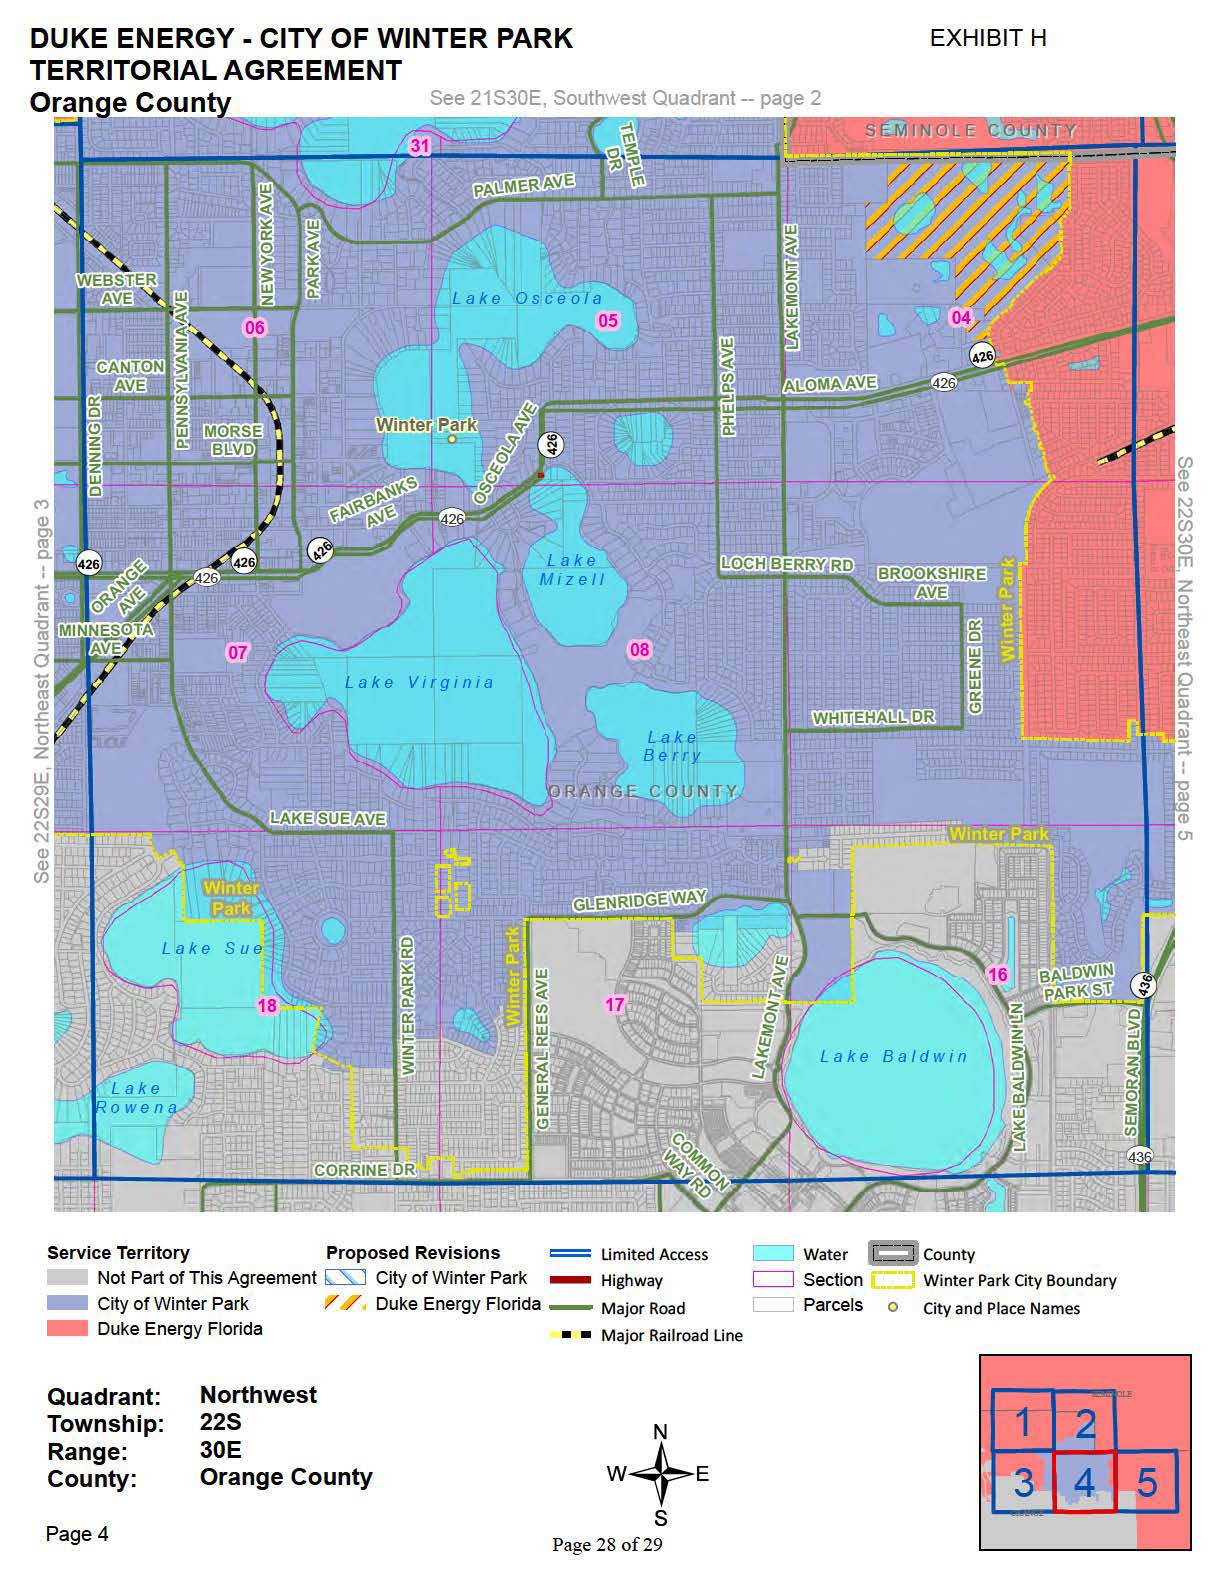 DUKE ENERGY - CITY OF WINTER PARK
TERRITORIAL AGREEMENT
Orange County
EXHIBIT H
See 21S30E, Southwest Quadrant -- page 2
SEMINOLE COUNTY
31
TEMPLE
DR
PALMER AVE
NEW YORK AVE
PARK AVE
LAKEMONT AVE
WEBSTER
AVE
Lake Osceola
05
04
06
PENNSYLVANIA AVE
426
PHELPS AVE
CANTON
AVE
ALOMA AVE
426
DENNING DR
MORSE
BLVD
Winter Park
OSCEOLA AVE
426
FAIRBANKS
AVE
426
See 22S29E, Northeast Quadrant -- page 3
See 22S30E, Northeast Quadrant -- page 5
426
426
426
426
ORANGE
AVE
Lake
Mizell
LOCH BERRY RD
BROOKSHIRE
AVE
Winter Park
MINNESOTA
AVE
07
08
GREENE DR
Lake Virginia
WHITEHALL DR
Lake
Berry
ORANGE COUNTY
LAKE SUE AVE
Winter Park
Winter
Park
GLENRIDGE WAY
Lake Sue
WINTER PARK RD
Winter Park
GENERAL REES AVE
LAKEMONT AVE
16
BALDWIN
PARK ST
436
18
17
LAKE BALDWIN LN
SEMORAN BLVD
Lake Baldwin
Lake
Rowena
COMMON
WAY RD
436
CORRINE DR
Service Territory
Not Part of This Agreement
City of Winter Park
Duke Energy Florida
Proposed Revisions
City of Winter Park
Duke Energy Florida
Limited Access
Highway
Major Road
Major Railroad Line
Water
Section
Parcels
County
Winter Park City Boundary
City and Place Names
Quadrant: Northwest
Township: 22S
Range: 30E
County: Orange County
N
W E
S
SEMINOLE
1 2
3 4 5
ORANGE
Page 4
Page 28 of 29